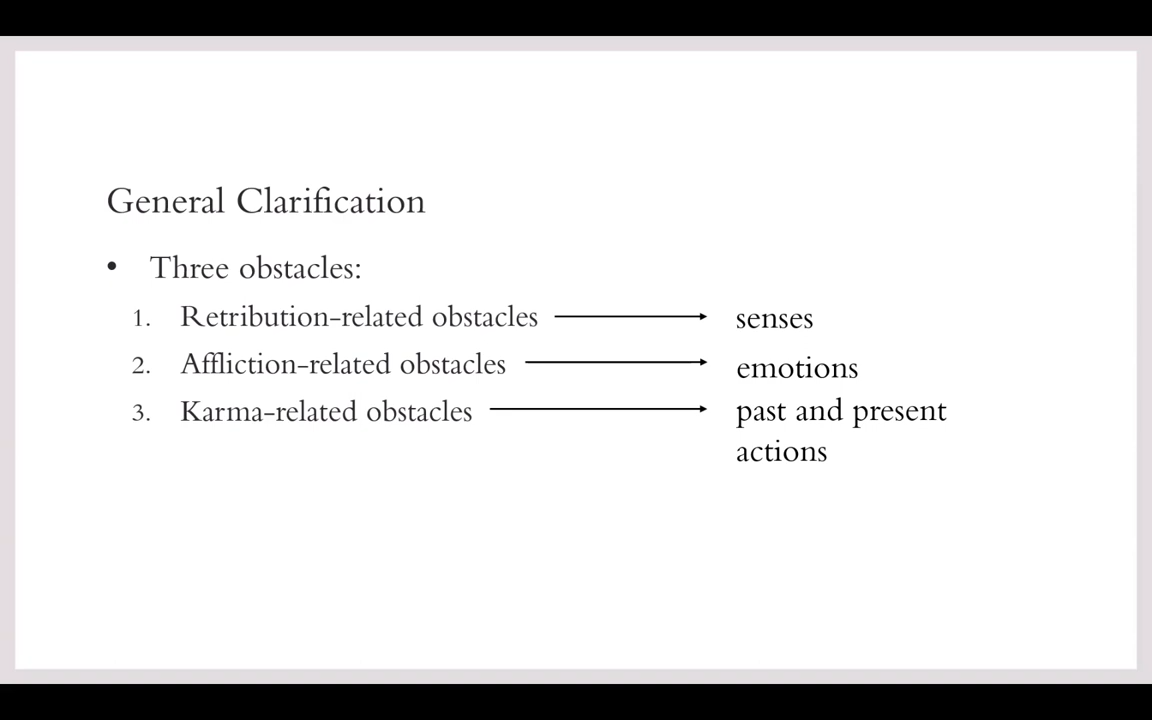 General Clarification
• Three obstacles:
1. Retribution-related obstacles senses
2. Affliction-related obstacles emotions
3. Karma-related obstacles past and present
actions